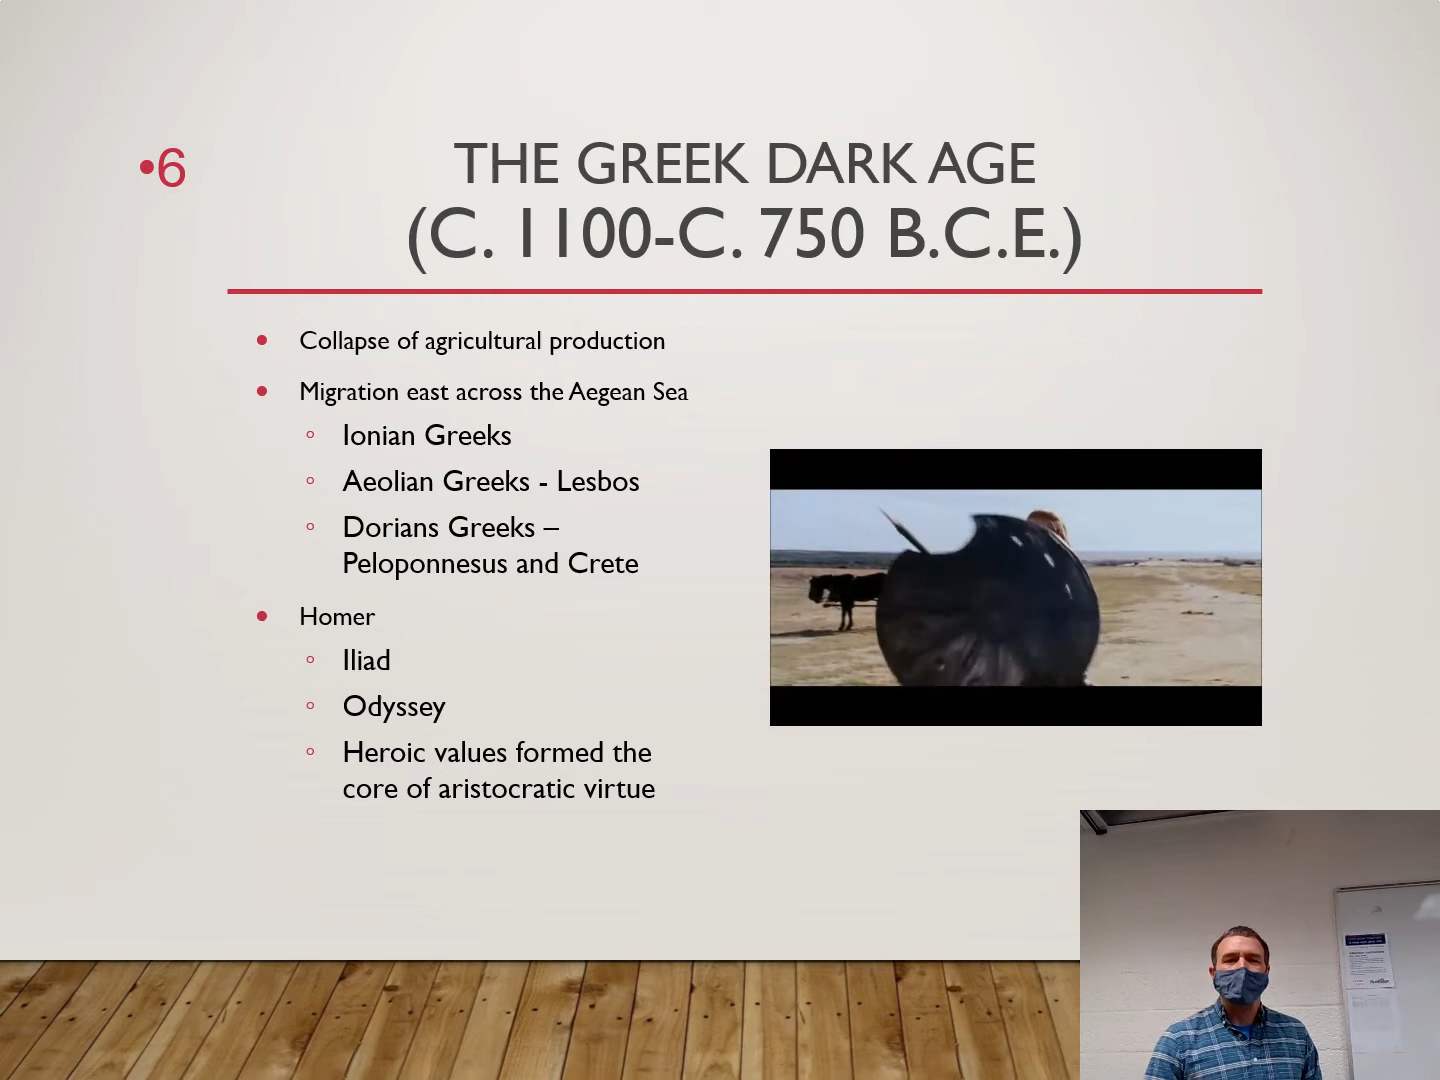 •6
THE GREEK DARK AGE
(C. 1100-C. 750 B.C.E.)
• Collapse of agricultural production
• Migration east across the Aegean Sea
◦ Ionian Greeks
◦ Aeolian Greeks - Lesbos
◦ Dorians Greeks –
Peloponnesus and Crete
• Homer
◦ Iliad
◦ Odyssey
◦ Heroic values formed the
core of aristocratic virtue